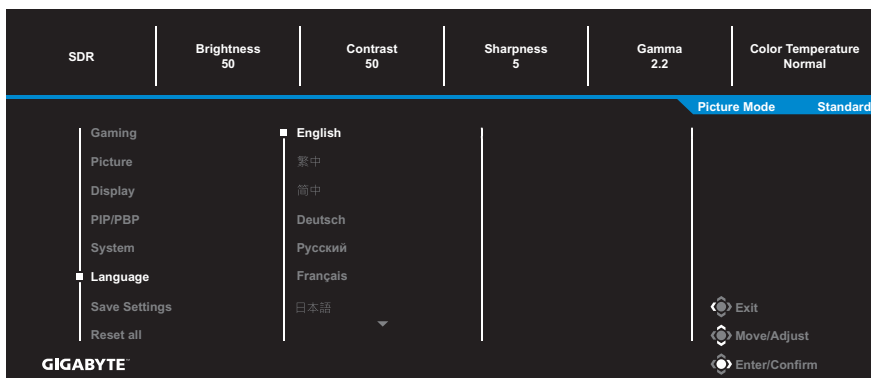 SDR
Brightness
50
Contrast
50
Sharpness
5
Gamma
2.2
Color Temperature
Normal
Picture Mode Standard
Gaming
Picture
Display
PIP/PBP
System
Language
Save Settings
Reset all
English
繁中
简中
Deutsch
Русский
Français
日本語
Exit
Move/Adjust
Enter/Confirm
GIGABYTE™